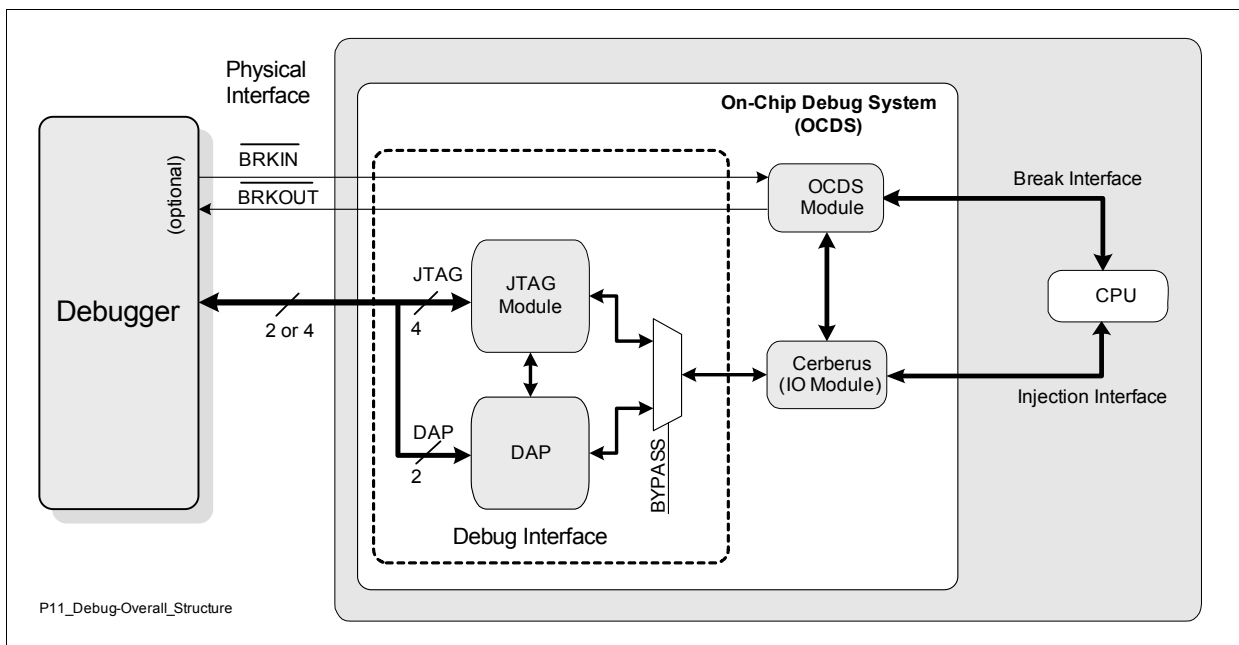 Physical
Interface
On-Chip Debug System
(OCDS)
BRKIN
BRKOUT
(optional)
OCDS
Module
Break Interface
JTAG
4
JTAG
Module
Debugger
2 or 4
CPU
Cerberus
(IO Module)
Injection Interface
DAP
2
DAP
BYPASS
Debug Interface
P11_Debug-Overall_Structure